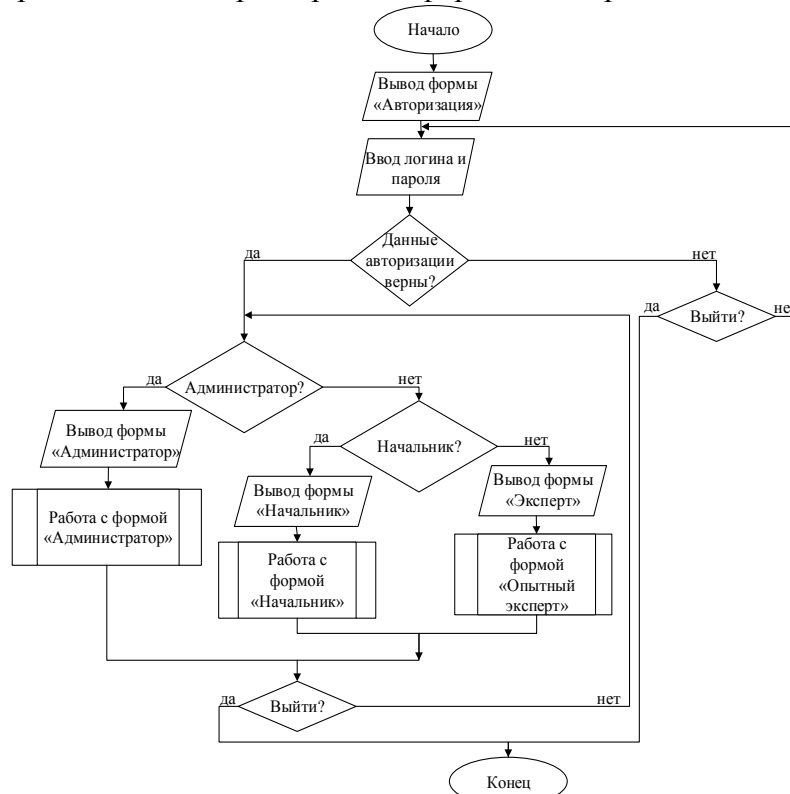 Начало
Вывод формы
«Авторизация»
Ввод логина и
пароля
Данные
авторизации
верны?
да
нет
да
Выйти?
не
Администратор?
да
нет
Вывод формы
«Администратор»
Начальник?
да
нет
Вывод формы
«Начальник»
Вывод формы
«Эксперт»
Работа с формой
«Администратор»
Работа с
формой
«Начальник»
Работа с
формой
«Опытный
эксперт»
да
Выйти?
нет
Конец